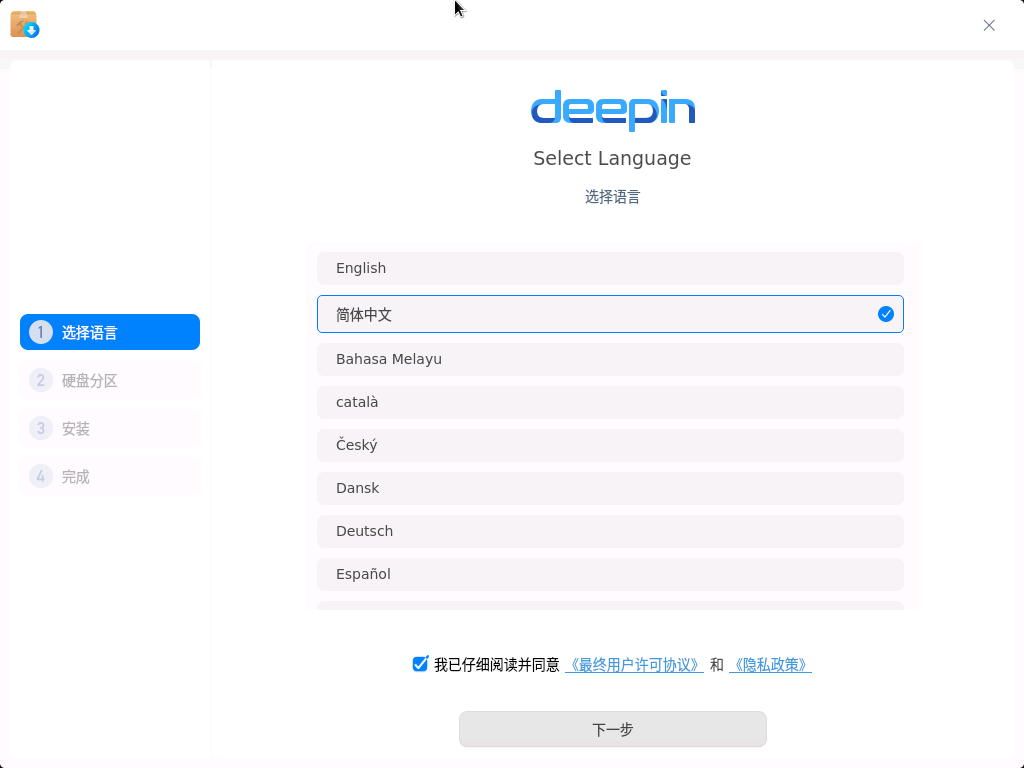 deepin
Select Language
选择语言
1 选择语言
2 硬盘分区
3 安装
4 完成
English
简体中文
Bahasa Melayu
català
Český
Dansk
Deutsch
Español
我已仔细阅读并同意 《最终用户许可协议》 和 《隐私政策》
下一步